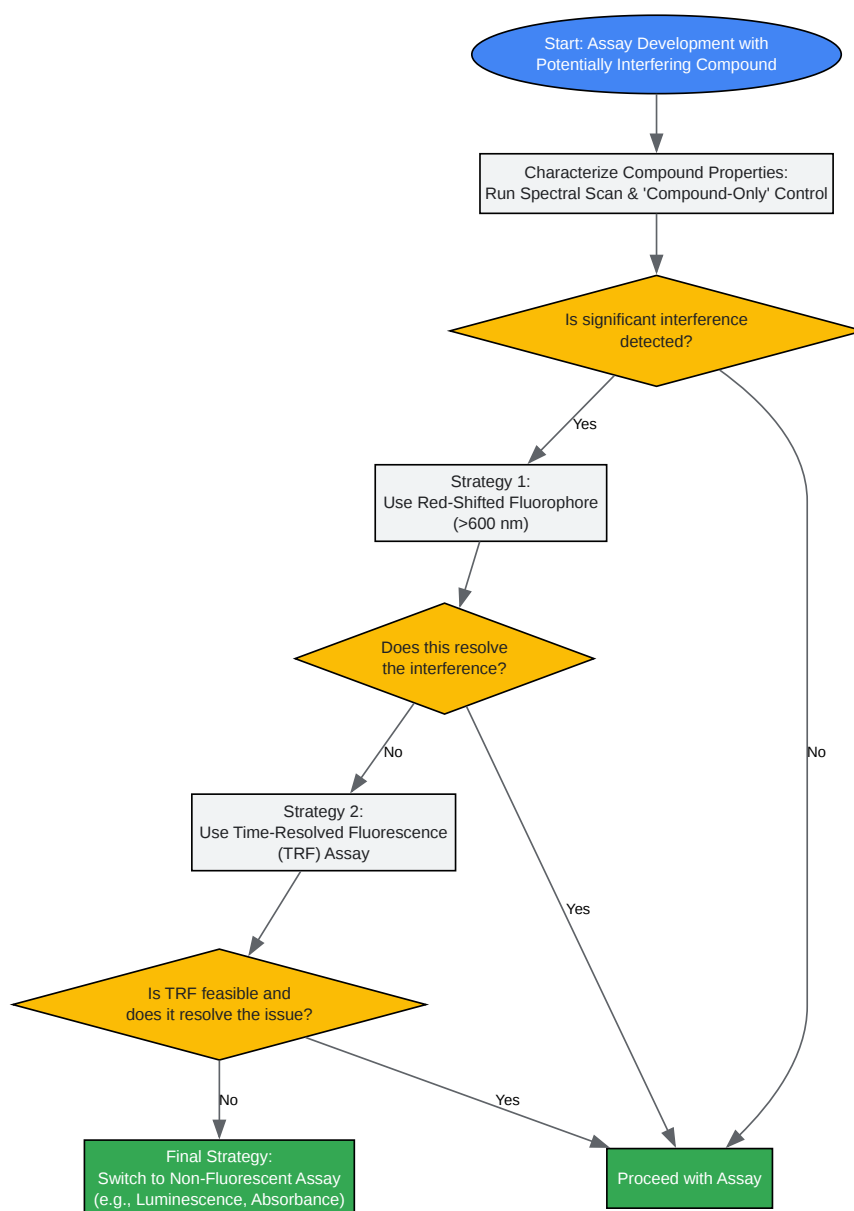 Start: Assay Development with
Potentially Interfering Compound
Characterize Compound Properties:
Run Spectral Scan & 'Compound-Only' Control
Is significant interference
detected?
Yes
Strategy 1:
Use Red-Shifted Fluorophore
(>600 nm)
Does this resolve
the interference?
No
No
Strategy 2:
Use Time-Resolved Fluorescence
(TRF) Assay
Yes
Is TRF feasible and
does it resolve the issue?
No
Yes
Final Strategy:
Switch to Non-Fluorescent Assay
(e.g., Luminescence, Absorbance)
Proceed with Assay